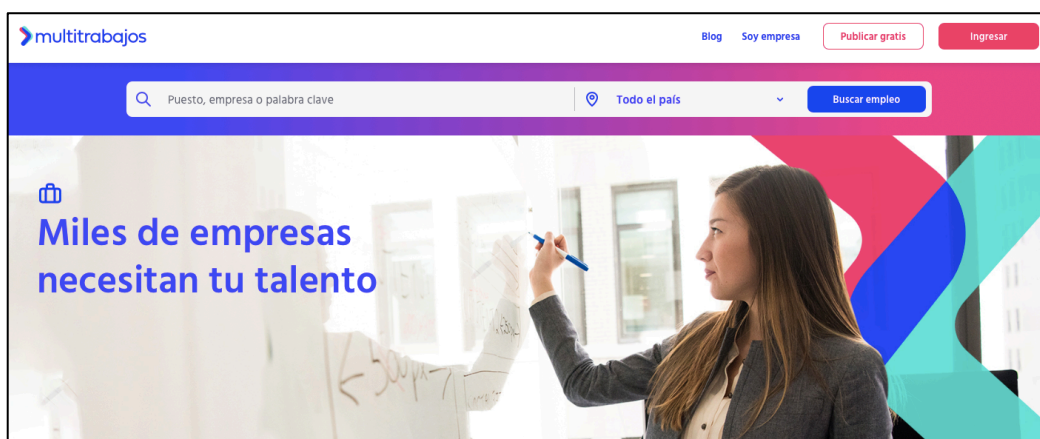 multitrabajos
Blog
Soy empresa
Publicar gratis
Ingresar
Puesto, empresa o palabra clave
Todo el país
Buscar empleo
Miles de empresas
necesitan tu talento